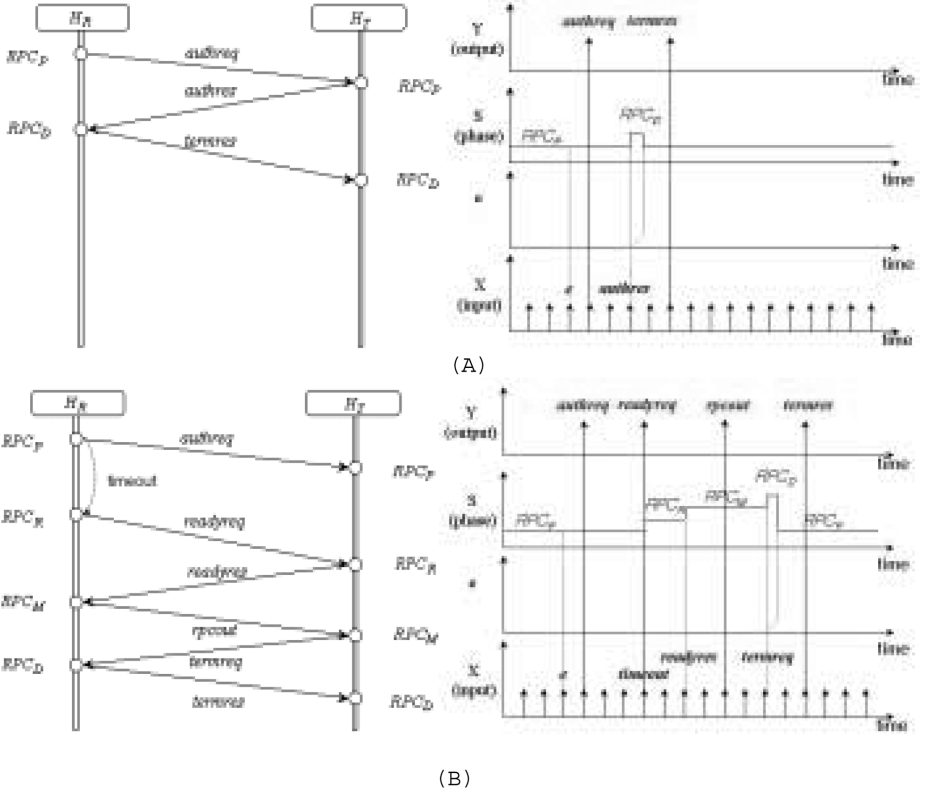 H_R
H_T
RPC_P
authreq
RPC_P
authres
RPC_D
termres
RPC_D
authreq termres
Y
(output)
time
S
(phase)
RPC_P
RPC_D
time
time
X
(input)
authres
time
(A)
H_R
H_T
RPC_P
authreq
RPC_P
timeout
RPC_R
readyreq
RPC_R
readyres
RPC_M
rpcout
RPC_M
termreq
RPC_D
termres
RPC_D
authreq readyreq rpcout termres
Y
(output)
time
S
(phase)
RPC_P
RPC_R
RPC_M
RPC_D
RPC_P
time
time
X
(input)
timeout
readyres
termreq
time
(B)